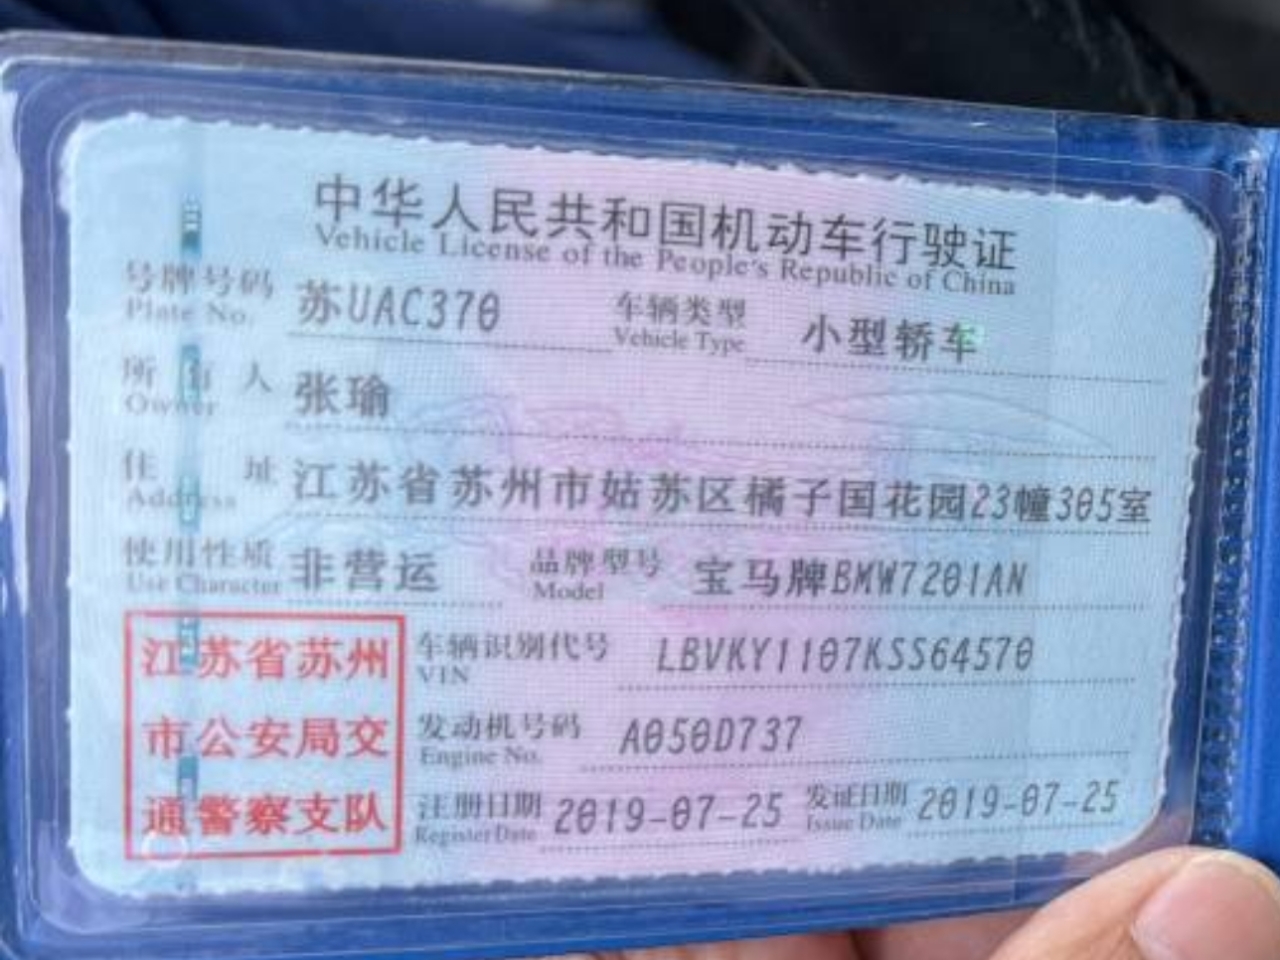 中华人民共和国机动车行驶证
Vehicle License of the People's Republic of China
号牌号码 苏UAC370 车辆类型 小型轿车
Plate No. Vehicle Type
所有人 张瑜
Owner
住址 江苏省苏州市姑苏区橘子国花园23幢305室
Address
使用性质 非营运 品牌型号 宝马牌BMW7201AN
Use Character Model
江苏省苏州
市公安局交
通警察支队
车辆识别代号 LBVKY1107KSS64570
VIN
发动机号码 A050D737
Engine No.
注册日期 2019-07-25 发证日期 2019-07-25
Register Date Issue Date